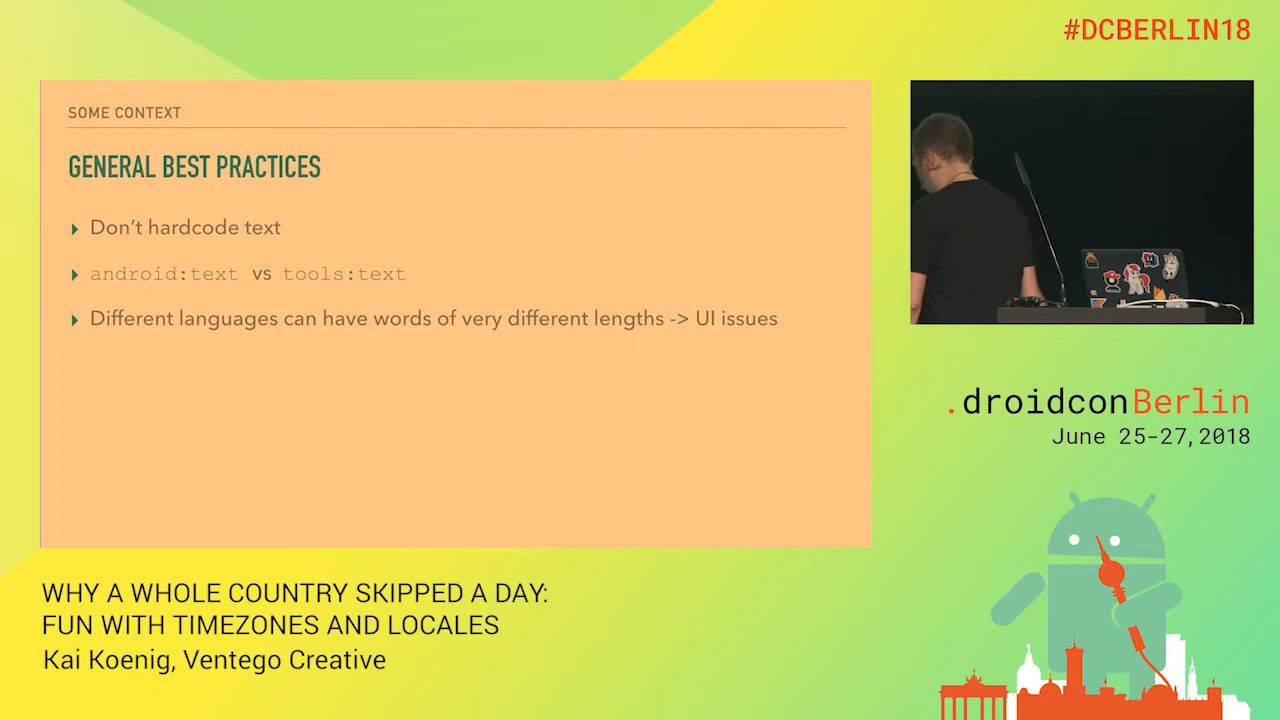 #DCBERLIN18
SOME CONTEXT
GENERAL BEST PRACTICES
Don’t hardcode text
android:text vs tools:text
Different languages can have words of very different lengths -> UI issues
.droidconBerlin
June 25-27, 2018
WHY A WHOLE COUNTRY SKIPPED A DAY:
FUN WITH TIMEZONES AND LOCALES
Kai Koenig, Ventego Creative